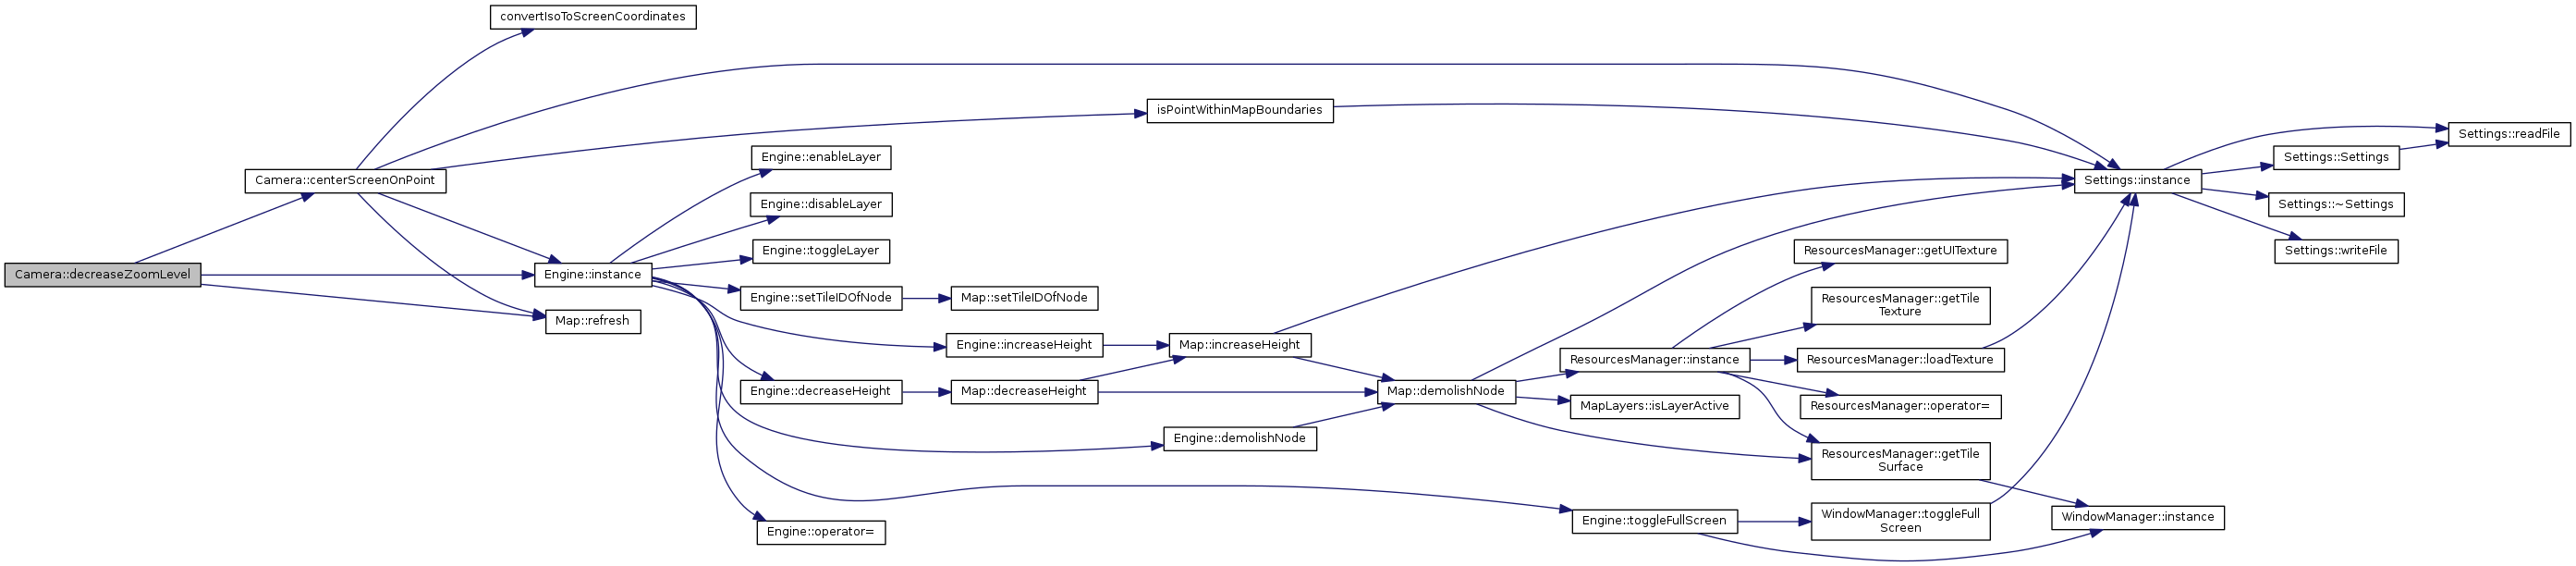 convertIsoToScreenCoordinates
isPointWithinMapBoundaries
Settings::readFile
Engine::enableLayer
Settings::Settings
Camera::centerScreenOnPoint
Settings::instance
Engine::disableLayer
Settings::~Settings
Engine::toggleLayer
ResourcesManager::getUITexture
Settings::writeFile
Camera::decreaseZoomLevel
Engine::instance
Engine::setTileIDOfNode
Map::setTileIDOfNode
ResourcesManager::getTile
Texture
Map::refresh
Engine::increaseHeight
Map::increaseHeight
ResourcesManager::instance
ResourcesManager::loadTexture
Engine::decreaseHeight
Map::decreaseHeight
Map::demolishNode
MapLayers::isLayerActive
ResourcesManager::operator=
Engine::demolishNode
ResourcesManager::getTile
Surface
Engine::toggleFullScreen
WindowManager::toggleFull
Screen
WindowManager::instance
Engine::operator=